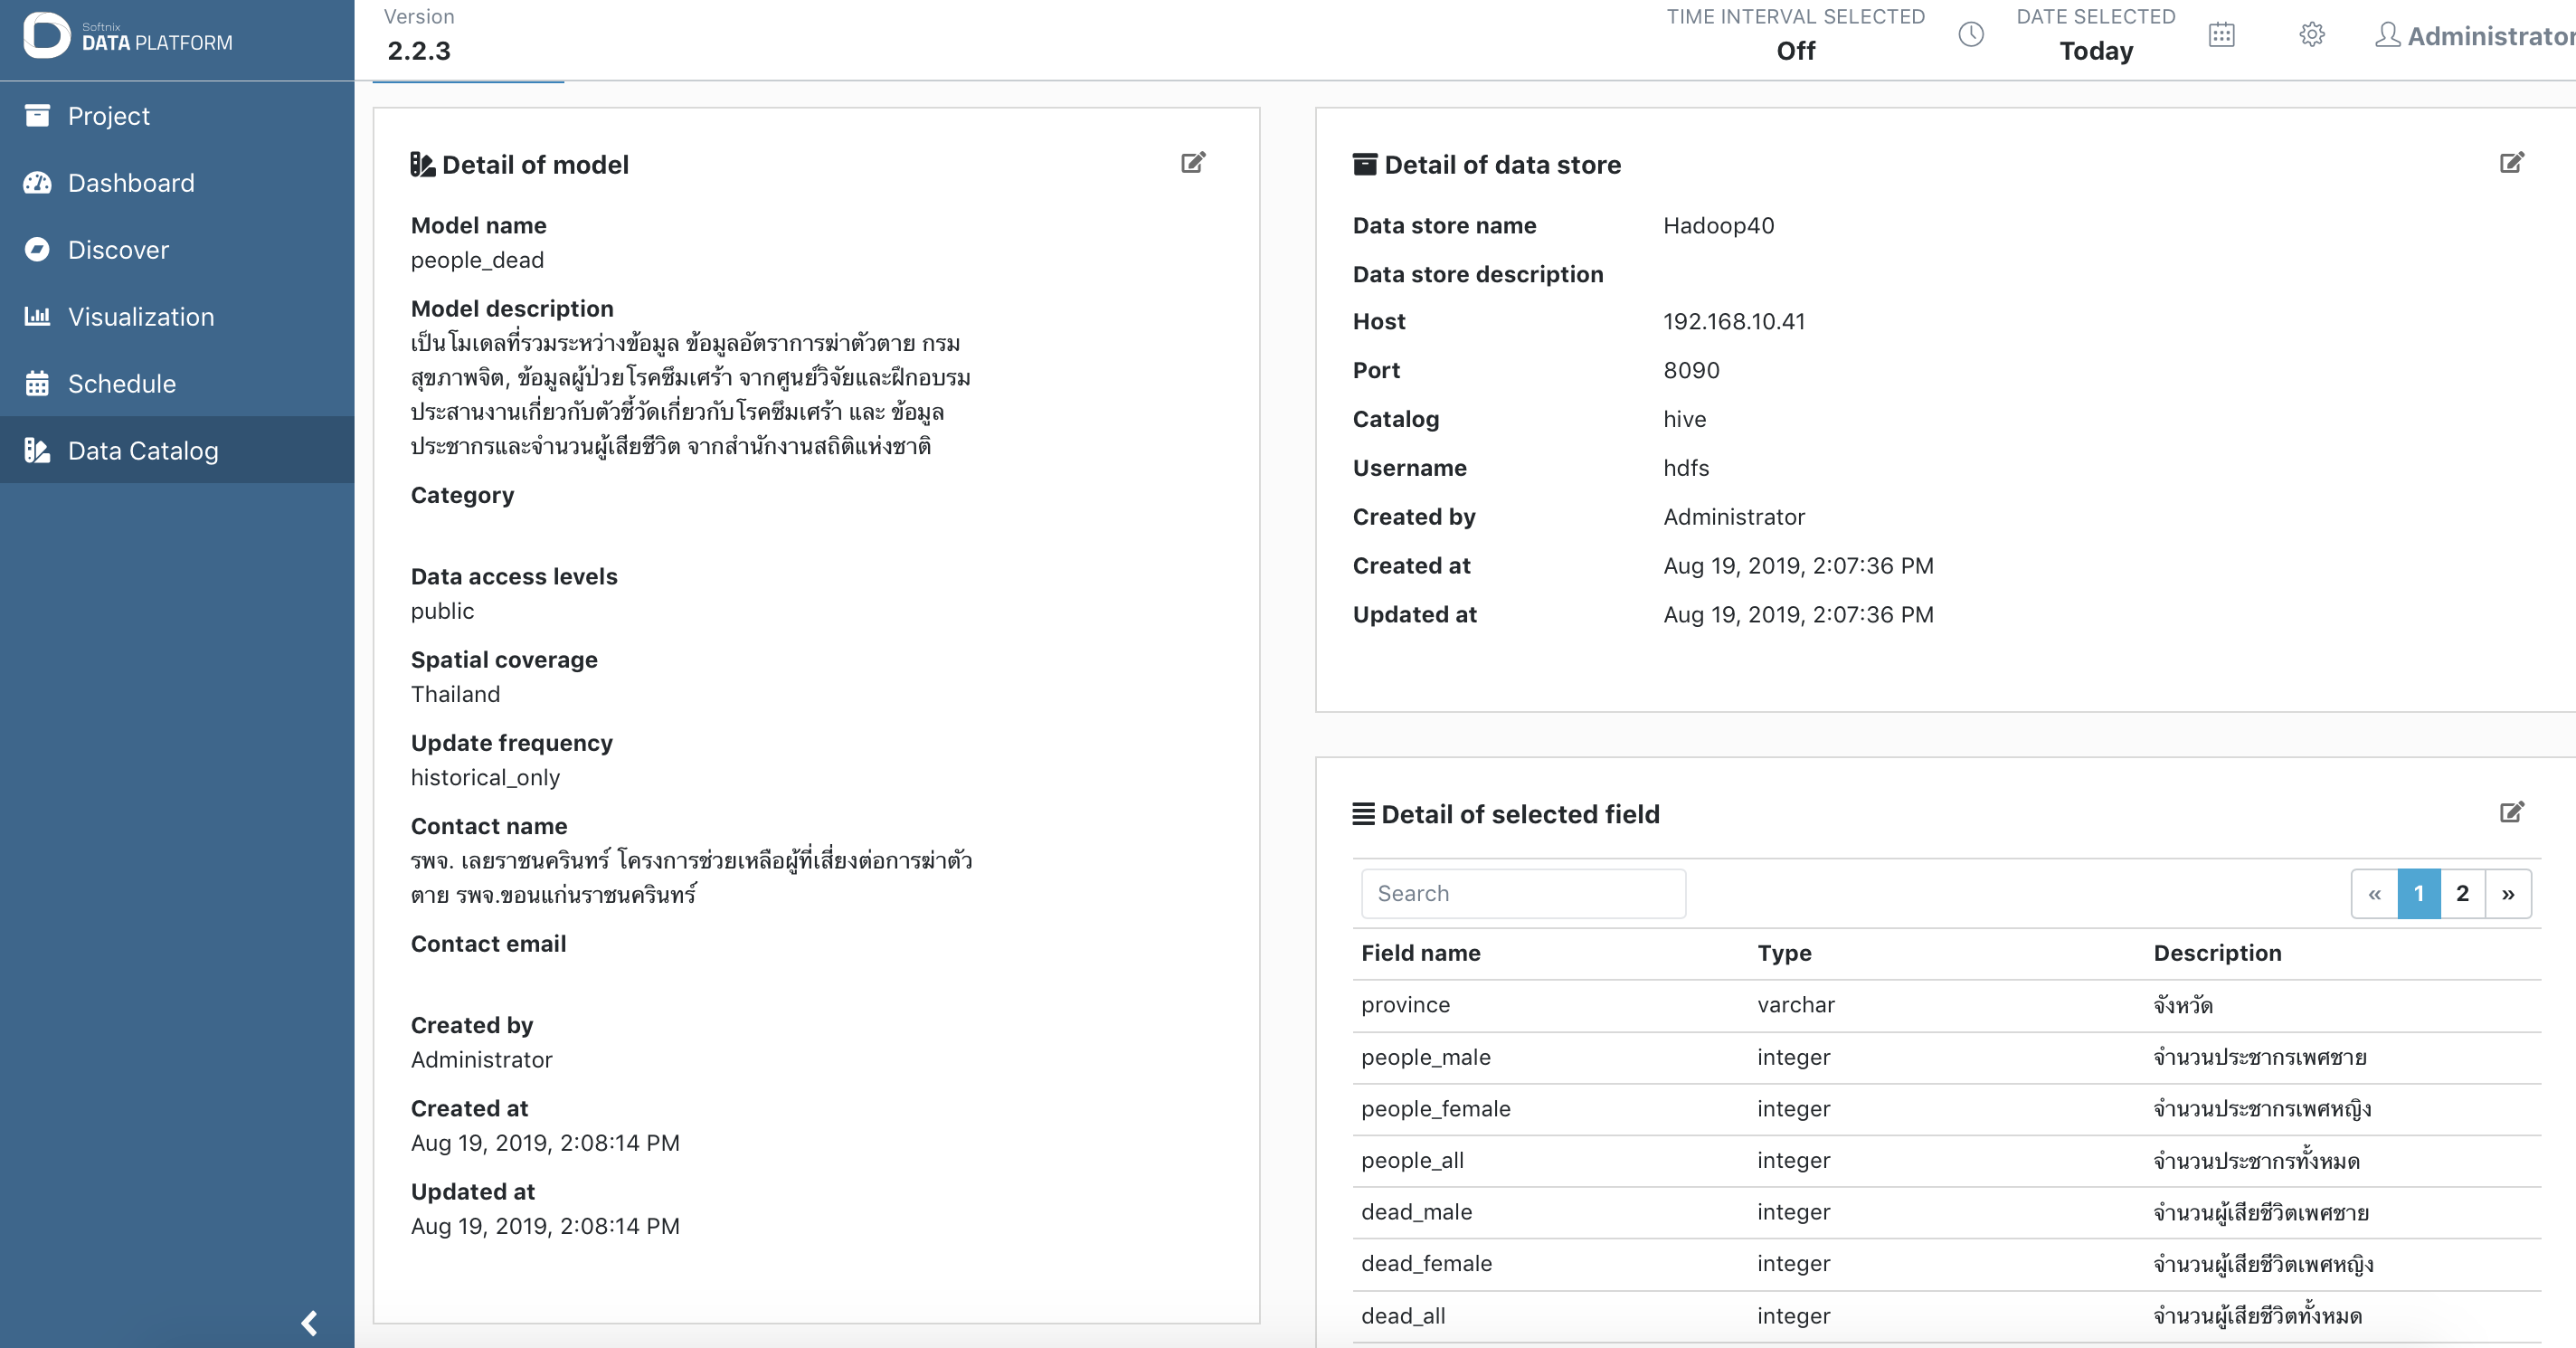 Softnix
DATA PLATFORM
Version
2.2.3
TIME INTERVAL SELECTED
Off
DATE SELECTED
Today
Administrator
Project
Dashboard
Discover
Visualization
Schedule
Data Catalog
Detail of model
Model name
people_dead
Model description
เป็นโมเดลที่รวมระหว่างข้อมูล ข้อมูลอัตราการฆ่าตัวตาย กรม
สุขภาพจิต, ข้อมูลผู้ป่วยโรคซึมเศร้า จากศูนย์วิจัยและฝึกอบรม
ประสานงานเกี่ยวกับตัวชี้วัดเกี่ยวกับโรคซึมเศร้า และ ข้อมูล
ประชากรและจำนวนผู้เสียชีวิต จากสำนักงานสถิติแห่งชาติ
Category
Data access levels
public
Spatial coverage
Thailand
Update frequency
historical_only
Contact name
รพจ. เลยราชนครินทร์ โครงการช่วยเหลือผู้ที่เสี่ยงต่อการฆ่าตัว
ตาย รพจ.ขอนแก่นราชนครินทร์
Contact email
Created by
Administrator
Created at
Aug 19, 2019, 2:08:14 PM
Updated at
Aug 19, 2019, 2:08:14 PM
Detail of data store
Data store name Hadoop40
Data store description
Host 192.168.10.41
Port 8090
Catalog hive
Username hdfs
Created by Administrator
Created at Aug 19, 2019, 2:07:36 PM
Updated at Aug 19, 2019, 2:07:36 PM
Detail of selected field
Search « 1 2 »
Field name Type Description
province varchar จังหวัด
people_male integer จำนวนประชากรเพศชาย
people_female integer จำนวนประชากรเพศหญิง
people_all integer จำนวนประชากรทั้งหมด
dead_male integer จำนวนผู้เสียชีวิตเพศชาย
dead_female integer จำนวนผู้เสียชีวิตเพศหญิง
dead_all integer จำนวนผู้เสียชีวิตทั้งหมด